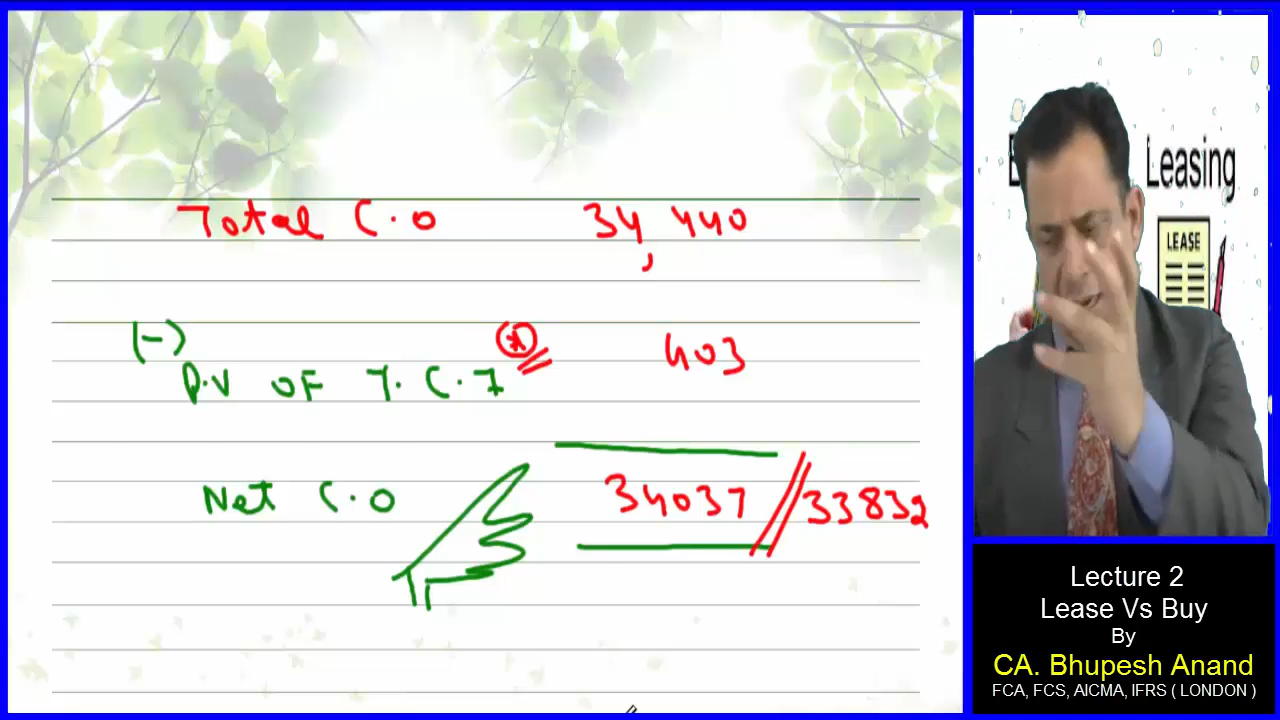 Total C.O 34,440
(-)
P.V OF T.C.F * 403
Net C.O 34037 // 33832
Leasing
LEASE
Lecture 2
Lease Vs Buy
By
CA. Bhupesh Anand
FCA, FCS, AICMA, IFRS ( LONDON )